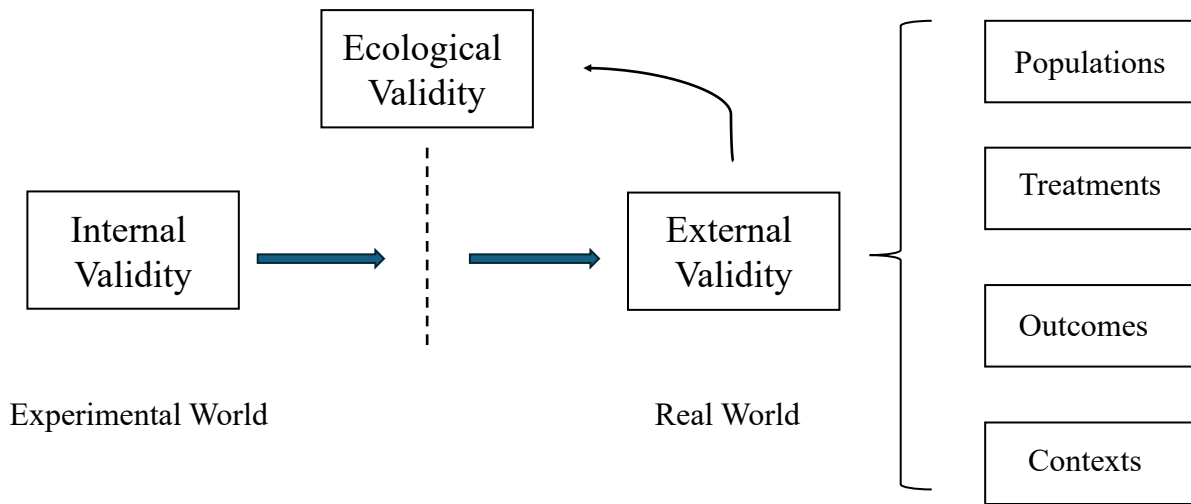 Ecological
Validity
Internal
Validity
External
Validity
Experimental World
Real World
Populations
Treatments
Outcomes
Contexts